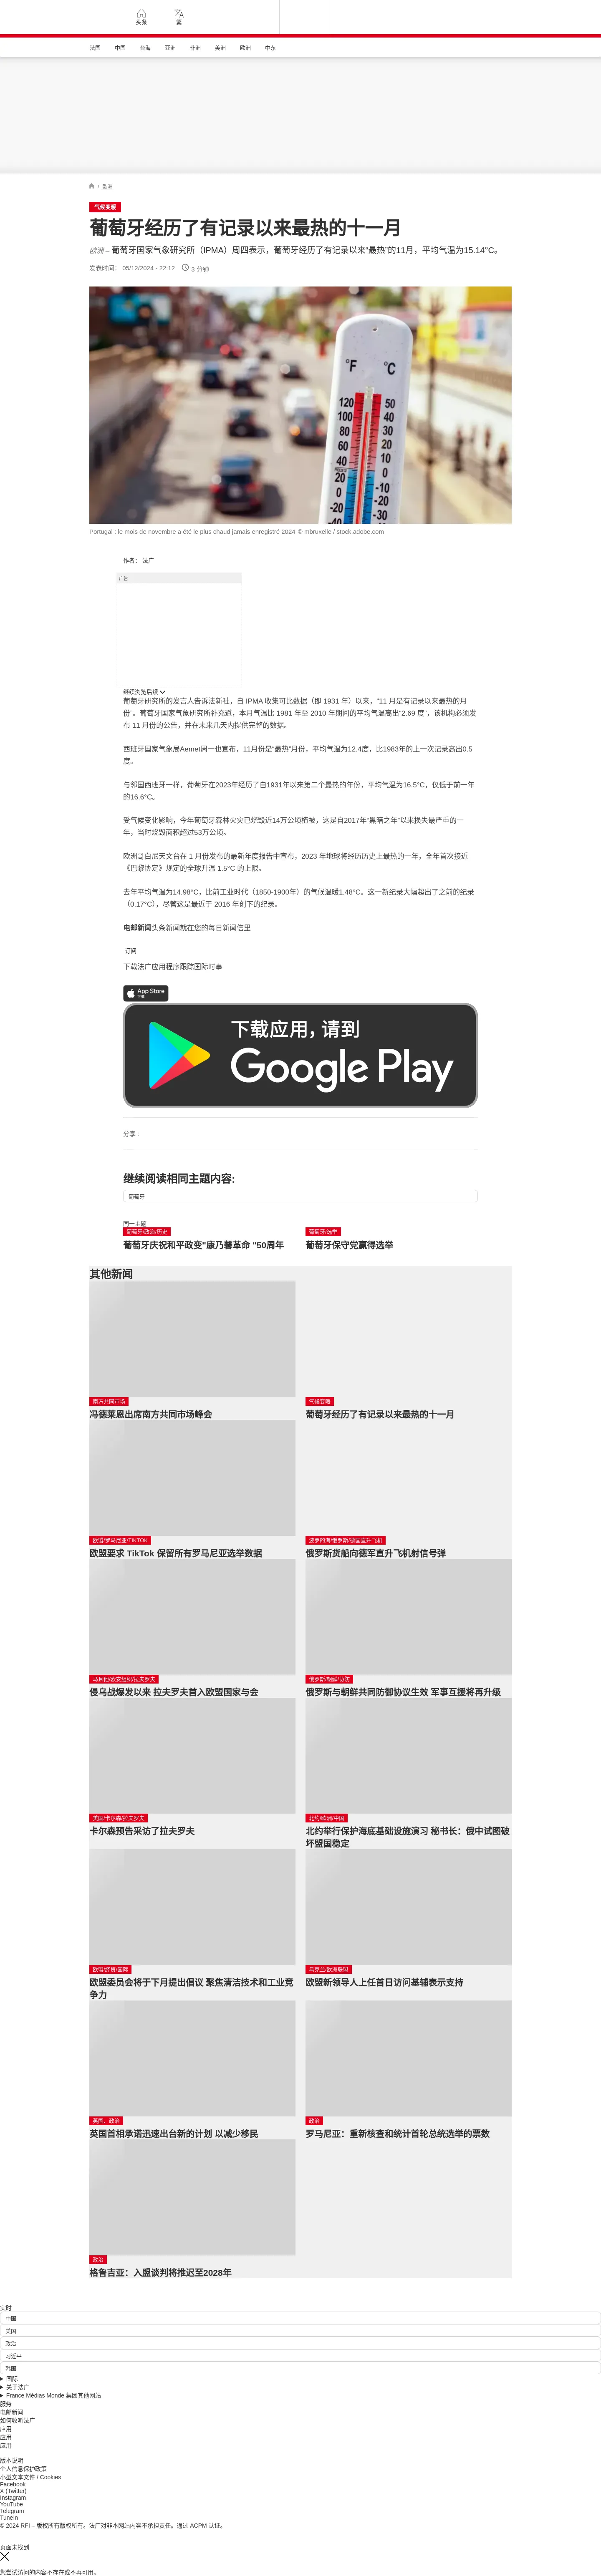 头条
繁
法国 中国 台海 亚洲 非洲 美洲 欧洲 中东
/ 欧洲
气候变暖
葡萄牙经历了有记录以来最热的十一月
欧洲 – 葡萄牙国家气象研究所（IPMA）周四表示，葡萄牙经历了有记录以来“最热”的11月，平均气温为15.14°C。
发表时间： 05/12/2024 - 22:12 3 分钟
°F °C
120
100
80
60
40
20
0
-20
-40
50
40
30
20
10
0
-10
-20
-30
-40
Portugal : le mois de novembre a été le plus chaud jamais enregistré 2024 © mbruxelle / stock.adobe.com
作者： 法广
广告
继续浏览后续
葡萄牙研究所的发言人告诉法新社，自 IPMA 收集可比数据（即 1931 年）以来，"11 月是有记录以来最热的月
份"。葡萄牙国家气象研究所补充道，本月气温比 1981 年至 2010 年期间的平均气温高出"2.69 度"，该机构必须发
布 11 月份的公告，并在未来几天内提供完整的数据。
西班牙国家气象局Aemet周一也宣布，11月份是“最热”月份，平均气温为12.4度，比1983年的上一次记录高出0.5
度。
与邻国西班牙一样，葡萄牙在2023年经历了自1931年以来第二个最热的年份，平均气温为16.5°C，仅低于前一年
的16.6°C。
受气候变化影响，今年葡萄牙森林火灾已烧毁近14万公顷植被，这是自2017年“黑暗之年”以来损失最严重的一
年，当时烧毁面积超过53万公顷。
欧洲哥白尼天文台在 1 月份发布的最新年度报告中宣布，2023 年地球将经历历史上最热的一年，全年首次接近
《巴黎协定》规定的全球升温 1.5°C 的上限。
去年平均气温为14.98°C，比前工业时代（1850-1900年）的气候温暖1.48°C。这一新纪录大幅超出了之前的纪录
（0.17°C），尽管这是最近于 2016 年创下的纪录。
电邮新闻头条新闻就在您的每日新闻信里
订阅
下载法广应用程序跟踪国际时事
App Store
下载
下载应用，请到
Google Play
分享 :
继续阅读相同主题内容:
葡萄牙
同一主题
葡萄牙/政治/历史
葡萄牙庆祝和平政变"康乃馨革命 "50周年
葡萄牙/选举
葡萄牙保守党赢得选举
其他新闻
南方共同市场
冯德莱恩出席南方共同市场峰会
气候变暖
葡萄牙经历了有记录以来最热的十一月
欧盟/罗马尼亚/TIKTOK
欧盟要求 TikTok 保留所有罗马尼亚选举数据
波罗的海/俄罗斯/德国直升飞机
俄罗斯货船向德军直升飞机射信号弹
马耳他/欧安组织/拉夫罗夫
侵乌战爆发以来 拉夫罗夫首入欧盟国家与会
俄罗斯/朝鲜/协防
俄罗斯与朝鲜共同防御协议生效 军事互援将再升级
美国/卡尔森/拉夫罗夫
卡尔森预告采访了拉夫罗夫
北约/欧洲/中国
北约举行保护海底基础设施演习 秘书长：俄中试图破
坏盟国稳定
欧盟/经贸/国际
欧盟委员会将于下月提出倡议 聚焦清洁技术和工业竞
争力
乌克兰/欧洲联盟
欧盟新领导人上任首日访问基辅表示支持
英国、政治
英国首相承诺迅速出台新的计划 以减少移民
政治
罗马尼亚：重新核查和统计首轮总统选举的票数
政治
格鲁吉亚：入盟谈判将推迟至2028年
实时
中国
美国
政治
习近平
韩国
国际
关于法广
France Médias Monde 集团其他网站
服务
电邮新闻
如何收听法广
应用
应用
应用
版本说明
个人信息保护政策
小型文本文件 / Cookies
Facebook
X (Twitter)
Instagram
YouTube
Telegram
Tunein
© 2024 RFI – 版权所有版权所有。法广对非本网站内容不承担责任。通过 ACPM 认证。
页面未找到
您尝试访问的内容不存在或不再可用。